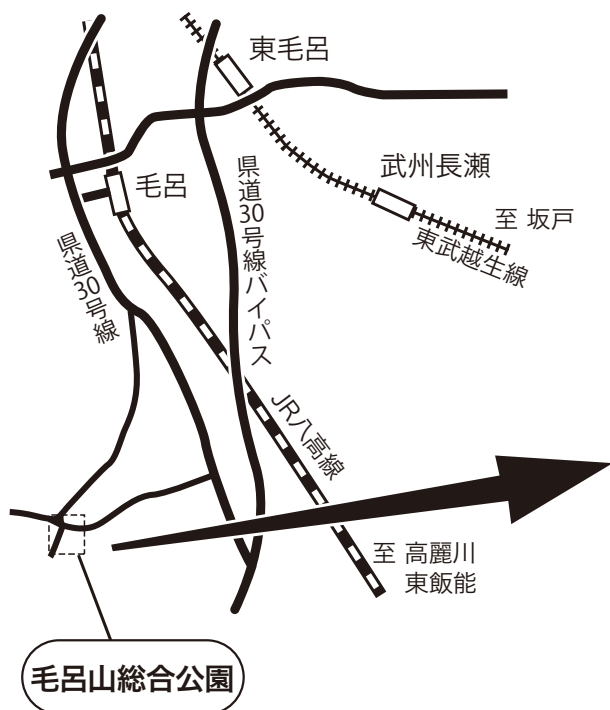 東毛呂
武州長瀬
毛呂
至 坂戸
東武越生線
県道30号線バイパス
県道30号線
JR八高線
至 高麗川
東飯能
毛呂山総合公園